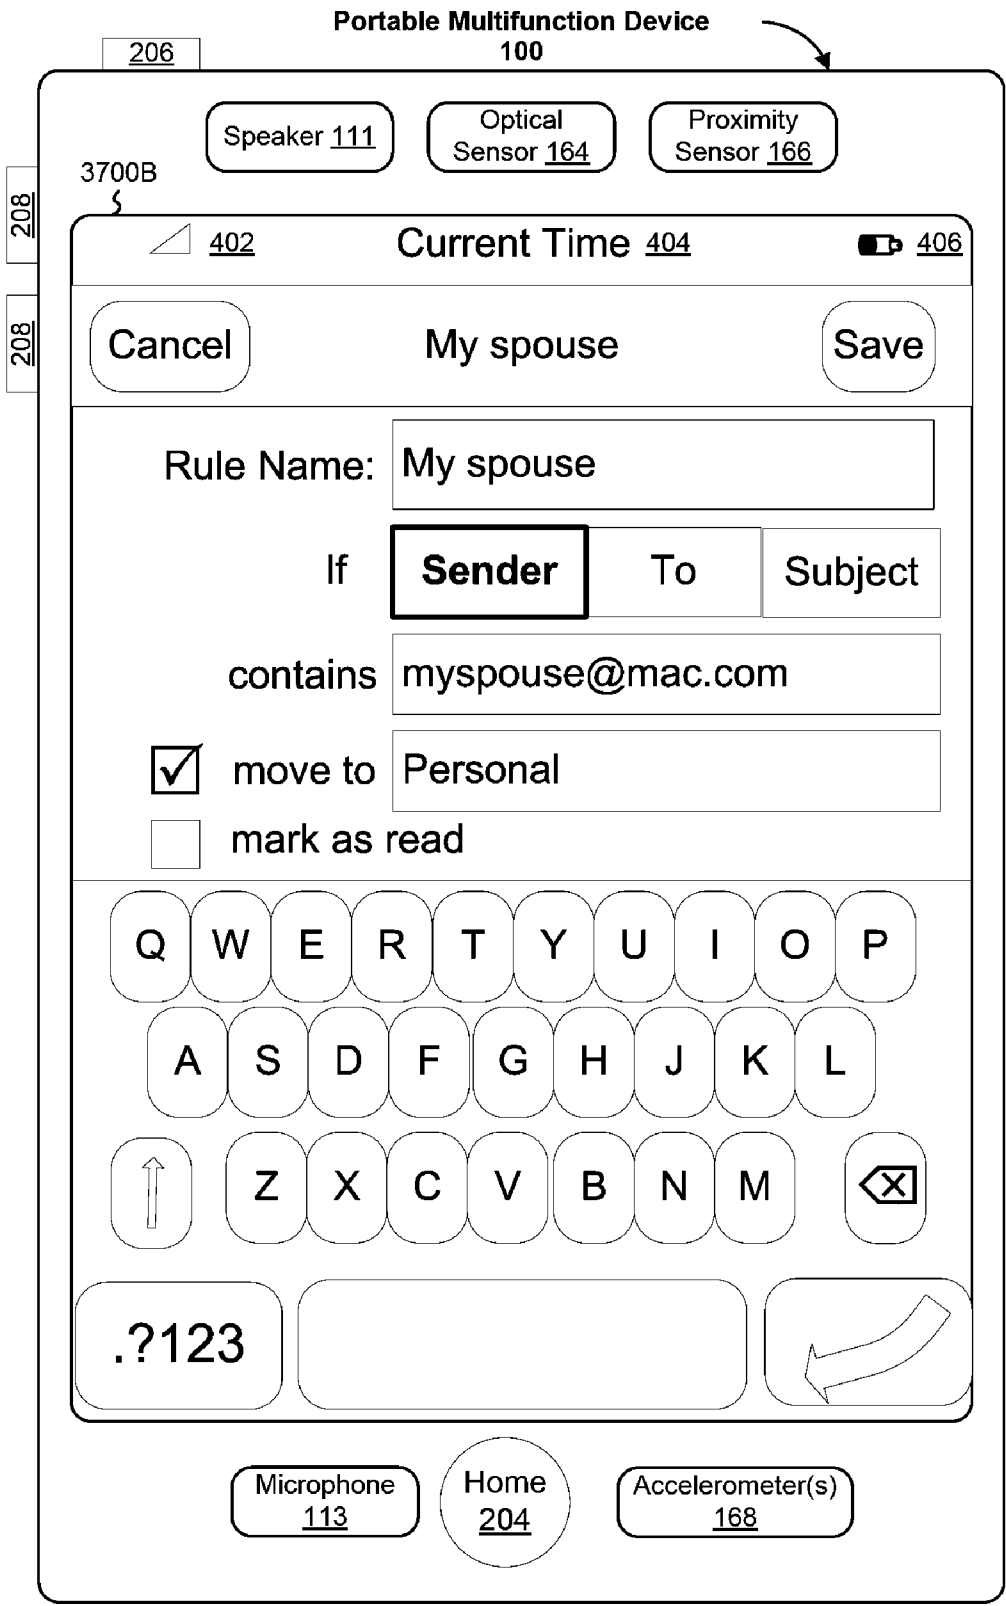 Portable Multifunction Device
100
206
Speaker 111
Optical
Sensor 164
Proximity
Sensor 166
3700B
208
208
402
Current Time 404
406
Cancel
My spouse
Save
Rule Name: My spouse
If Sender To Subject
contains myspouse@mac.com
move to Personal
mark as read
Q W E R T Y U I O P
A S D F G H J K L
Z X C V B N M
.?123
Microphone
113
Home
204
Accelerometer(s)
168